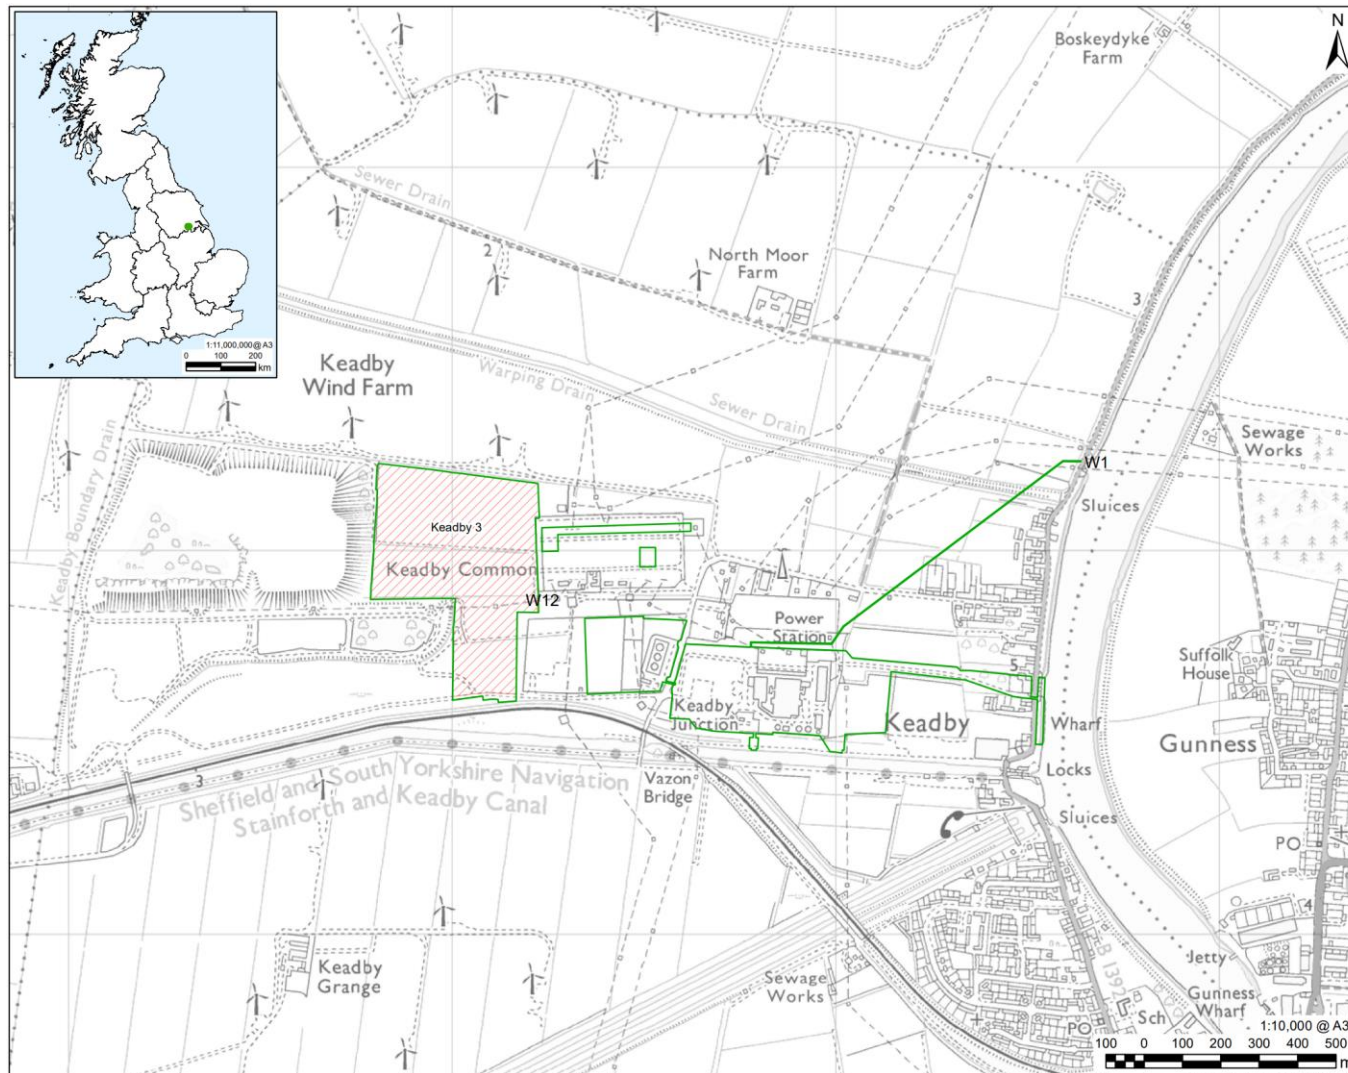 N
Boskeydyke
Farm
Sewer Drain
2
North Moor
Farm
3
1:11,000,000 @ A3
0 100 200
km
Keadby
Wind Farm
Warping Drain
Sewer Drain
Sewage
Works
Keadby Boundary Drain
W1
Sluices
Keadby 3
Keadby Common
W12
Power
Station
5
Suffolk
House
Keadby
Junction
Keadby
Wharf
Gunness
3
Sheffield and South Yorkshire Navigation
Stainforth and Keadby Canal
Vazon
Bridge
Locks
Sluices
PO
4
Keadby
Grange
Sewage
Works
B 1392
Jetty
Gunness
Wharf
PO
Sch
1:10,000 @ A3
100 0 100 200 300 400 500
m